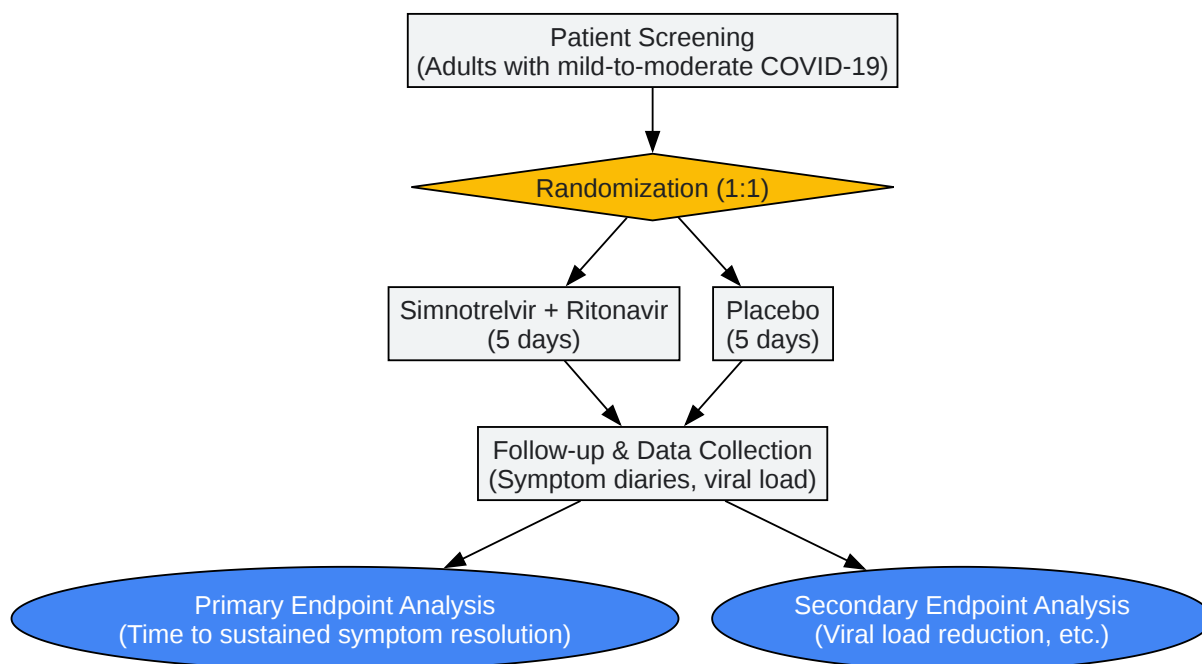 Patient Screening
(Adults with mild-to-moderate COVID-19)
Randomization (1:1)
Simnotrelvir + Ritonavir
(5 days)
Placebo
(5 days)
Follow-up & Data Collection
(Symptom diaries, viral load)
Primary Endpoint Analysis
(Time to sustained symptom resolution)
Secondary Endpoint Analysis
(Viral load reduction, etc.)